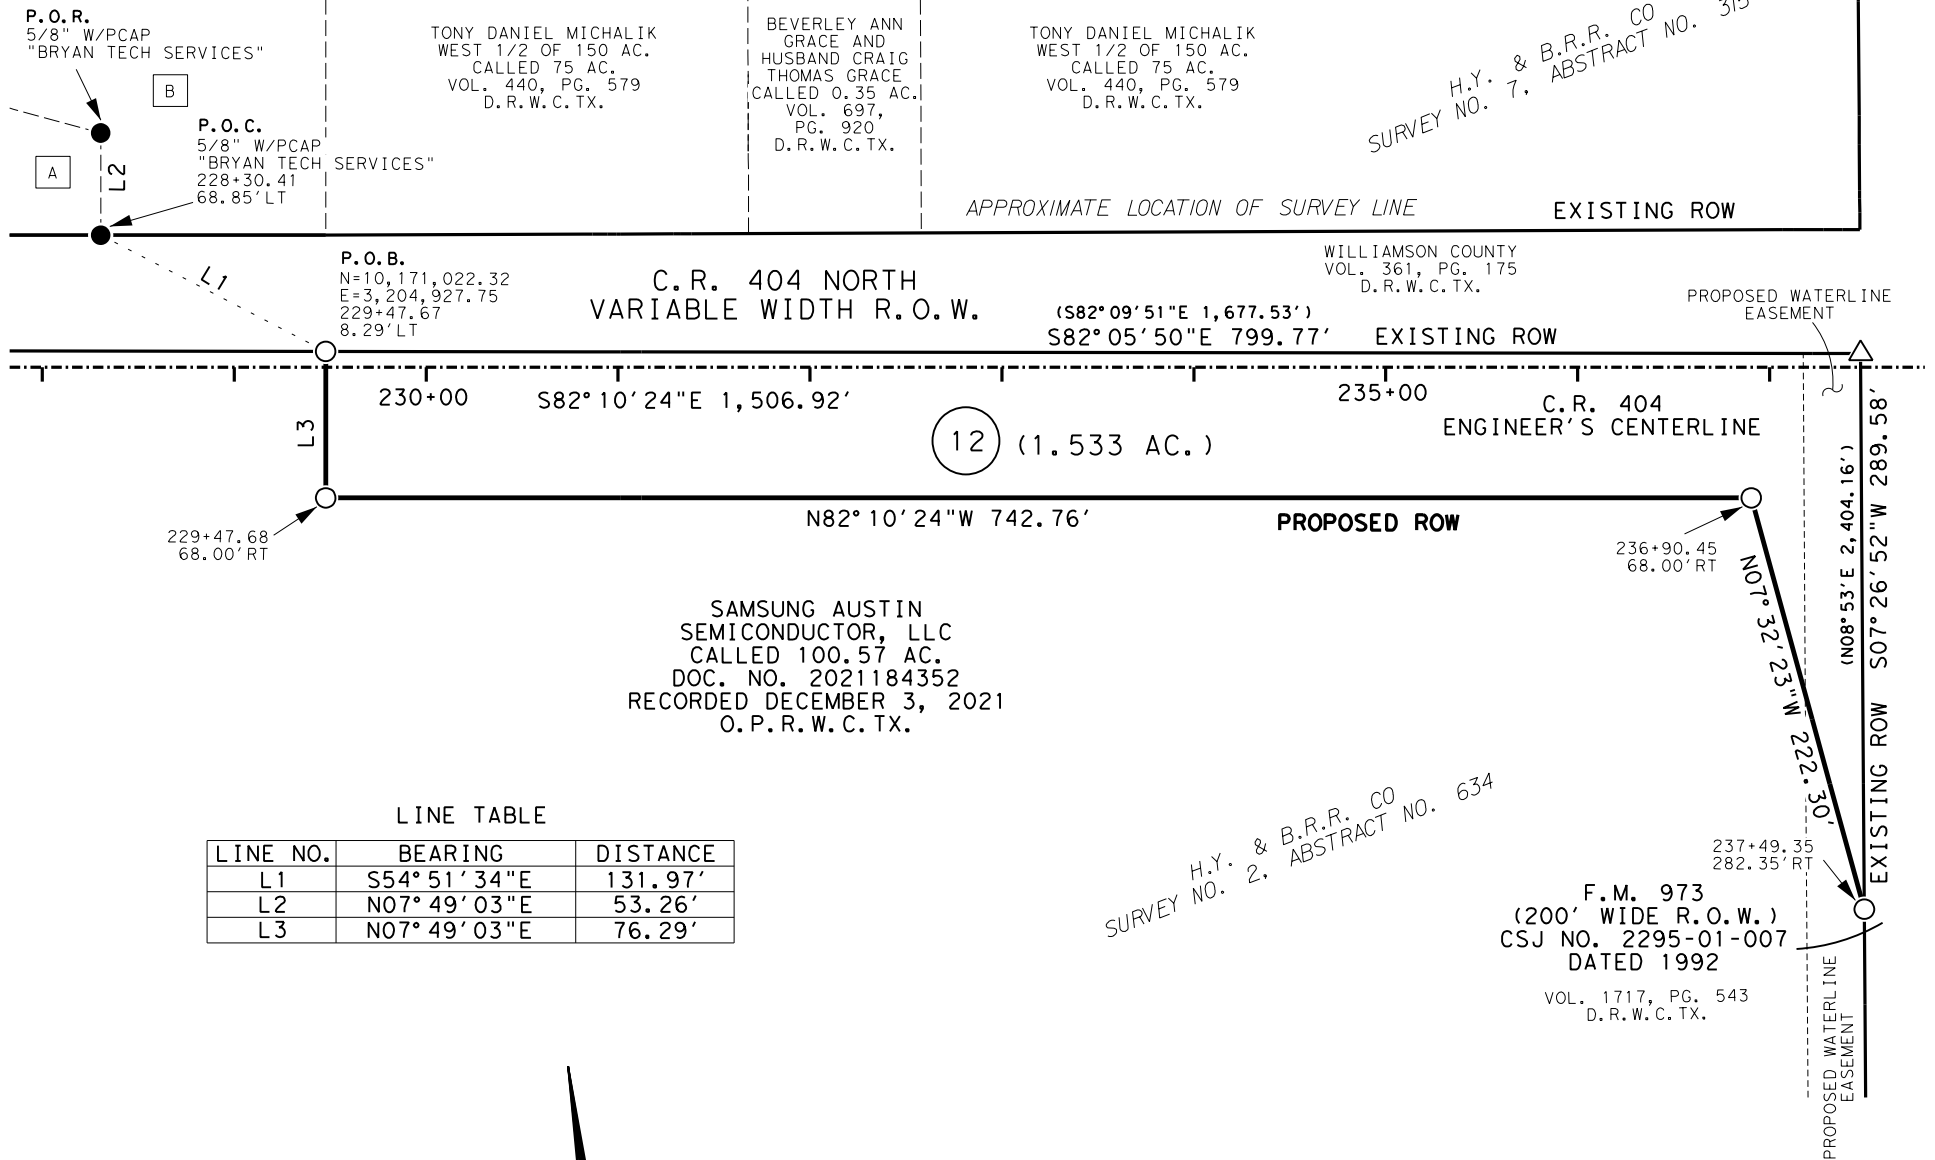 P.O.R.
5/8" W/PCAP
"BRYAN TECH SERVICES"
B
A
L2
P.O.C.
5/8" W/PCAP
"BRYAN TECH SERVICES"
228+30.41
68.85'LT
TONY DANIEL MICHALIK
WEST 1/2 OF 150 AC.
CALLED 75 AC.
VOL. 440, PG. 579
D.R.W.C.TX.
BEVERLEY ANN
GRACE AND
HUSBAND CRAIG
THOMAS GRACE
CALLED 0.35 AC.
VOL. 697,
PG. 920
D.R.W.C.TX.
TONY DANIEL MICHALIK
WEST 1/2 OF 150 AC.
CALLED 75 AC.
VOL. 440, PG. 579
D.R.W.C.TX.
H.Y. & B.R.R. CO
SURVEY NO. 7, ABSTRACT NO. 315
APPROXIMATE LOCATION OF SURVEY LINE
EXISTING ROW
L1
P.O.B.
N=10,171,022.32
E=3,204,927.75
229+47.67
8.29'LT
C.R. 404 NORTH
VARIABLE WIDTH R.O.W.
WILLIAMSON COUNTY
VOL. 361, PG. 175
D.R.W.C.TX.
(S82°09'51"E 1,677.53')
S82°05'50"E 799.77'
EXISTING ROW
PROPOSED WATERLINE
EASEMENT
230+00
S82°10'24"E 1,506.92'
235+00
C.R. 404
ENGINEER'S CENTERLINE
L3
12
(1.533 AC.)
N82°10'24"W 742.76'
PROPOSED ROW
229+47.68
68.00'RT
236+90.45
68.00'RT
N07°32'23"W 222.30'
(N08°53'E 2,404.16')
EXISTING ROW S07°26'52"W 289.58'
SAMSUNG AUSTIN
SEMICONDUCTOR, LLC
CALLED 100.57 AC.
DOC. NO. 2021184352
RECORDED DECEMBER 3, 2021
O.P.R.W.C.TX.
H.Y. & B.R.R. CO
SURVEY NO. 2, ABSTRACT NO. 634
LINE TABLE
LINE NO. BEARING DISTANCE
L1 S54°51'34"E 131.97'
L2 N07°49'03"E 53.26'
L3 N07°49'03"E 76.29'
237+49.35
282.35'RT
F.M. 973
(200' WIDE R.O.W.)
CSJ NO. 2295-01-007
DATED 1992
VOL. 1717, PG. 543
D.R.W.C.TX.
PROPOSED WATERLINE
EASEMENT